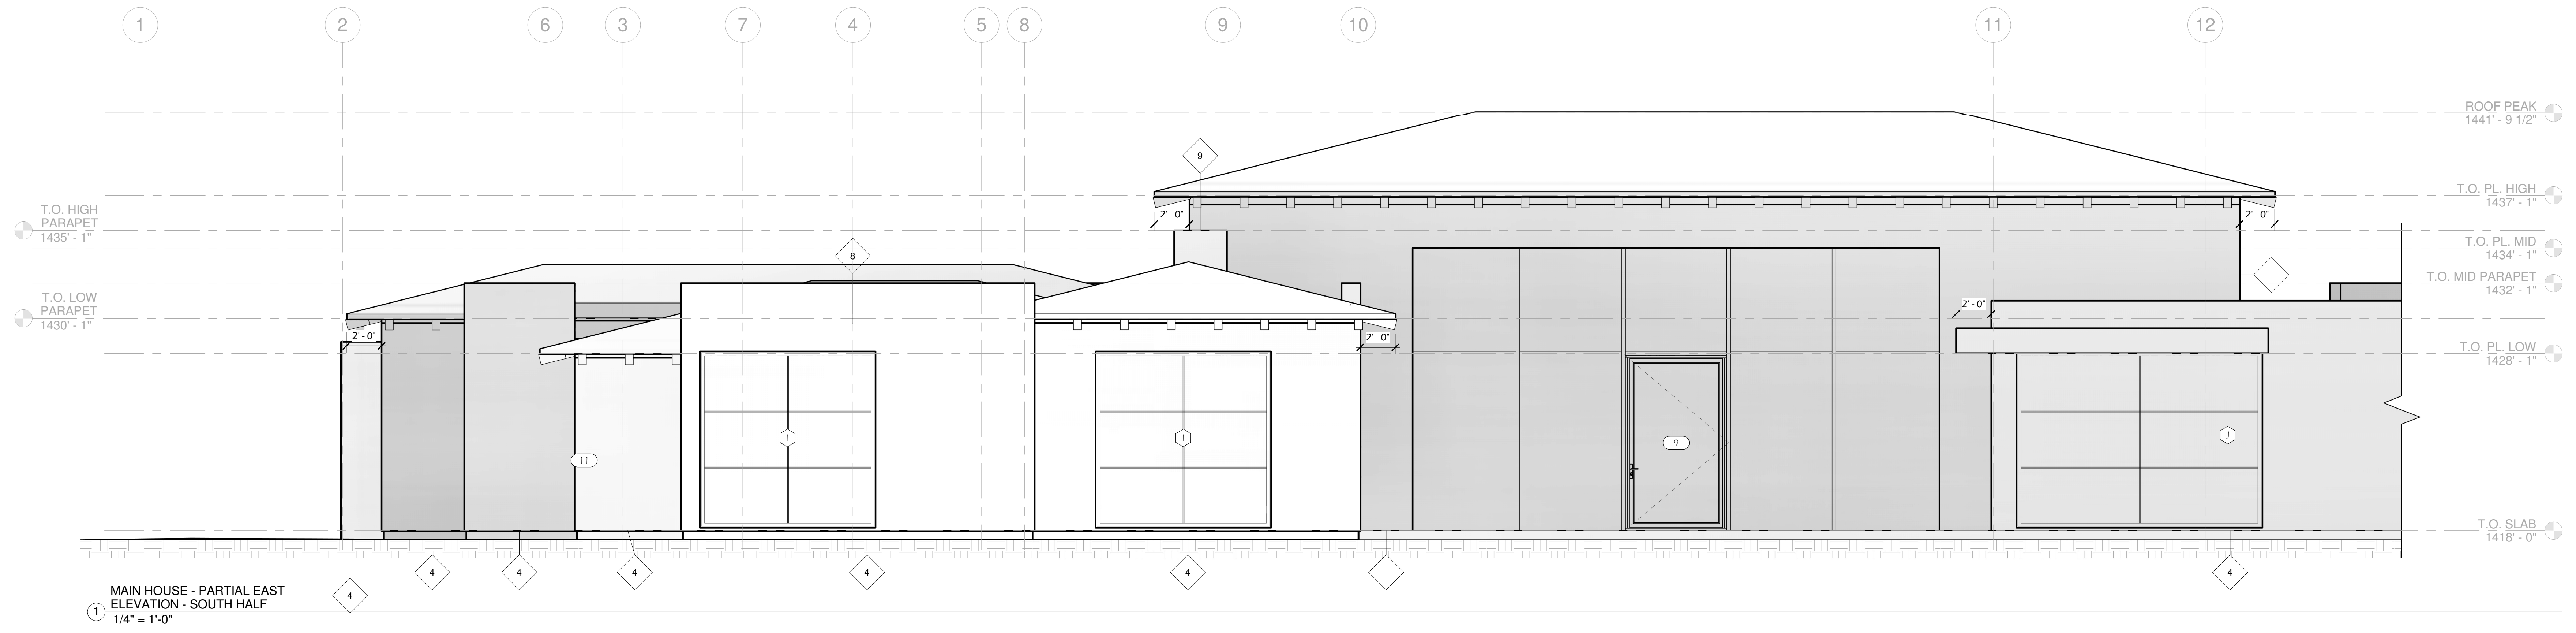 1
2
6
3
7
4
5
8
9
10
11
12
ROOF PEAK
1441' - 9 1/2"
9
T.O. PL. HIGH
1437' - 1"
T.O. HIGH
PARAPET
1435' - 1"
2' - 0"
2' - 0"
T.O. PL. MID
1434' - 1"
8
T.O. MID PARAPET
1432' - 1"
T.O. LOW
PARAPET
1430' - 1"
2' - 0"
2' - 0"
2' - 0"
T.O. PL. LOW
1428' - 1"
I
I
9
J
11
T.O. SLAB
1418' - 0"
4
4
4
4
4
4
4
MAIN HOUSE - PARTIAL EAST
ELEVATION - SOUTH HALF
1
1/4" = 1'-0"